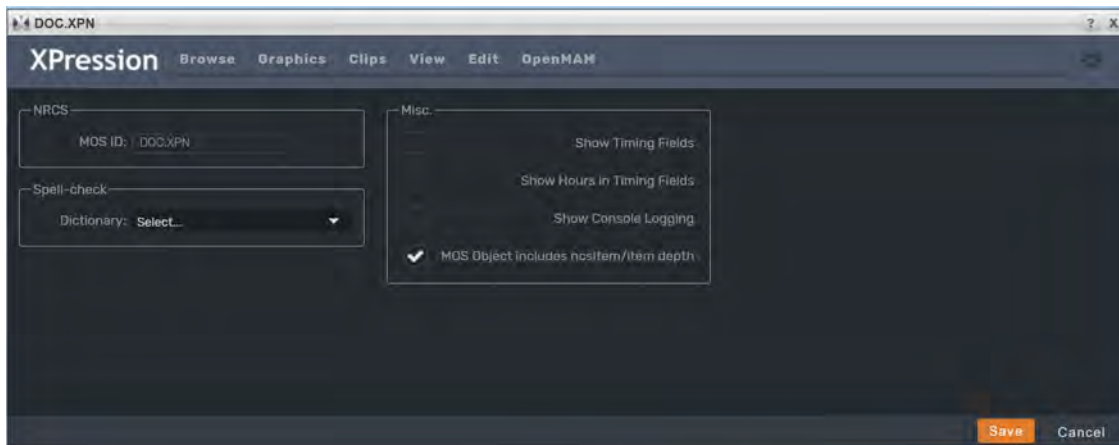 DOC.XPN ? X
XPression Browse Graphics Clips View Edit OpenMAM
NRCS
MOS ID: DOC.XPN
Spell-check
Dictionary: Select...
Misc.
Show Timing Fields
Show Hours in Timing Fields
Show Console Logging
MOS Object includes ncsItem/item depth
Save Cancel